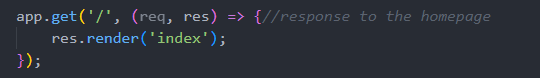 app.get('/', (req, res) => {//response to the homepage
    res.render('index');
});